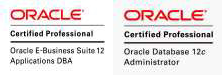 ORACLE
Certified Professional
Oracle E-Business Suite 12
Applications DBA
ORACLE
Certified Professional
Oracle Database 12c
Administrator